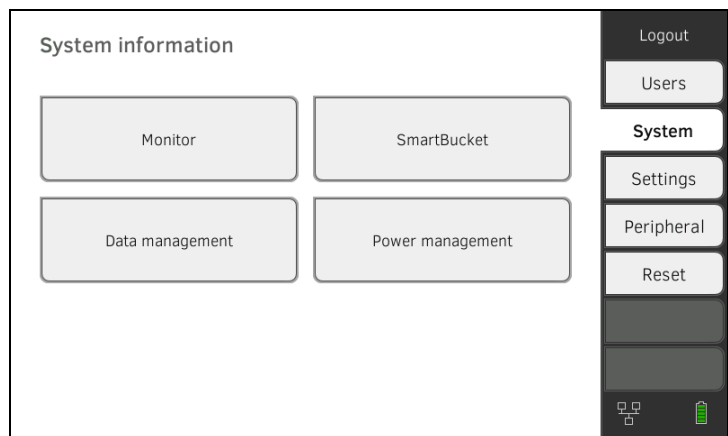 System information
Monitor
SmartBucket
Data management
Power management
Logout
Users
System
Settings
Peripheral
Reset